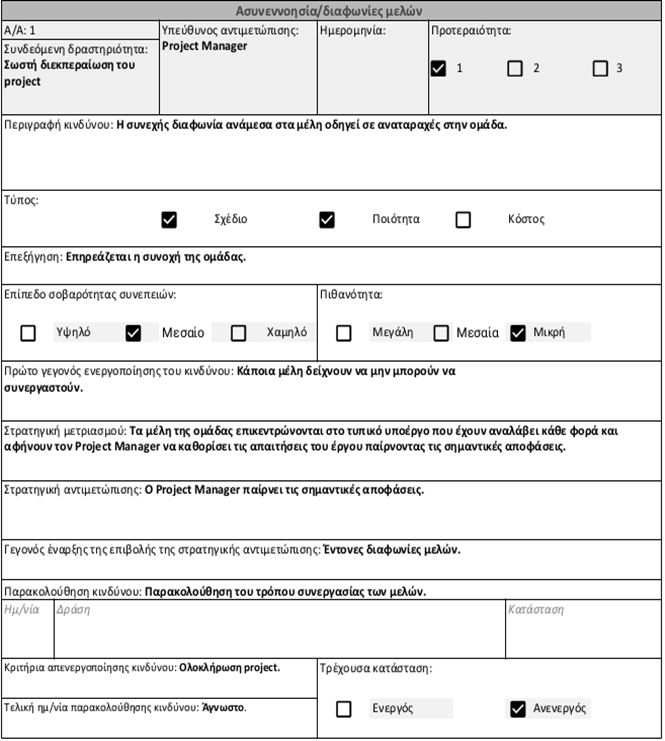 Ασυνεννοησία/διαφωνίες μελών
Α/Α: 1
Συνδεόμενη δραστηριότητα:
Σωστή διεκπεραίωση του
project
Υπεύθυνος αντιμετώπισης:
Project Manager
Ημερομηνία:
Προτεραιότητα:
1 2 3
Περιγραφή κινδύνου: Η συνεχής διαφωνία ανάμεσα στα μέλη οδηγεί σε αναταραχές στην ομάδα.
Τύπος:
Σχέδιο Ποιότητα Κόστος
Επεξήγηση: Επηρεάζεται η συνοχή της ομάδας.
Επίπεδο σοβαρότητας συνεπειών:
Υψηλό Μεσαίο Χαμηλό
Πιθανότητα:
Μεγάλη Μεσαία Μικρή
Πρώτο γεγονός ενεργοποίησης του κινδύνου: Κάποια μέλη δείχνουν να μην μπορούν να
συνεργαστούν.
Στρατηγική μετριασμού: Τα μέλη της ομάδας επικεντρώνονται στο τυπικό υποέργο που έχουν αναλάβει κάθε φορά και
αφήνουν τον Project Manager να καθορίσει τις απαιτήσεις του έργου παίρνοντας τις σημαντικές αποφάσεις.
Στρατηγική αντιμετώπισης: Ο Project Manager παίρνει τις σημαντικές αποφάσεις.
Γεγονός έναρξης της επιβολής της στρατηγικής αντιμετώπισης: Έντονες διαφωνίες μελών.
Παρακολούθηση κινδύνου: Παρακολούθηση του τρόπου συνεργασίας των μελών.
Ημ/νία Δράση Κατάσταση
Κριτήρια απενεργοποίησης κινδύνου: Ολοκλήρωση project.
Τελική ημ/νία παρακολούθησης κινδύνου: Άγνωστο.
Τρέχουσα κατάσταση:
Ενεργός Ανενεργός